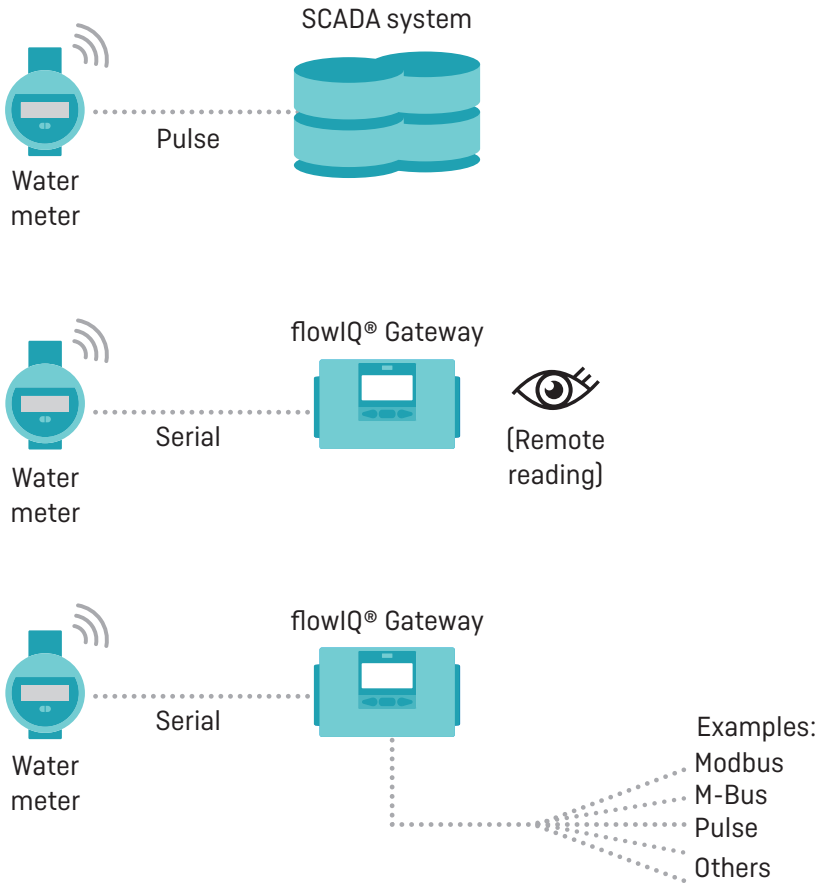 SCADA system
Pulse
Water
meter
flowIQ® Gateway
Serial
(Remote
reading)
Water
meter
flowIQ® Gateway
Serial
Water
meter
Examples:
Modbus
M-Bus
Pulse
Others